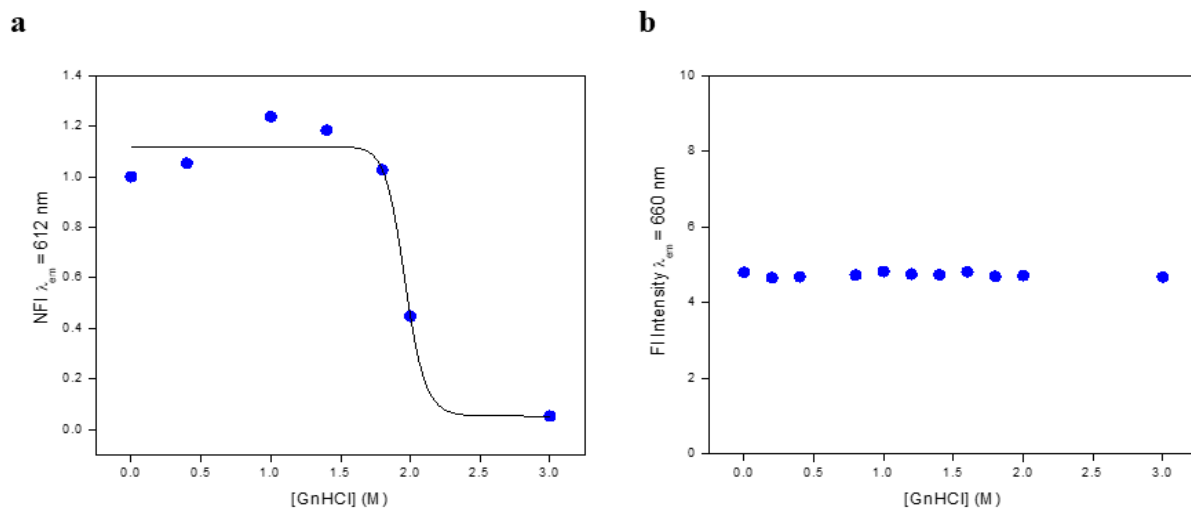 a
b
NFI λem = 612 nm
1.4
1.2
1.0
0.8
0.6
0.4
0.2
0.0
0.0 0.5 1.0 1.5 2.0 2.5 3.0
[GnHCl] (M)
FI Intensity λem = 660 nm
10
8
6
4
2
0
0.0 0.5 1.0 1.5 2.0 2.5 3.0
[GnHCl] (M)